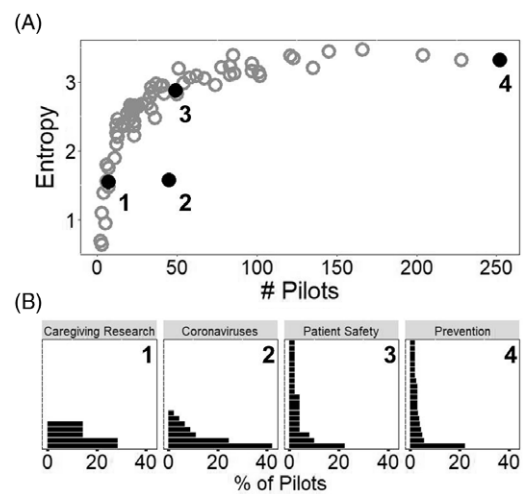 (A)
Entropy
3
2
1
1
2
3
4
0 50 100 150 200 250
# Pilots
(B)
Caregiving Research Coronaviruses Patient Safety Prevention
1 2 3 4
0 20 40 0 20 40 0 20 40 0 20 40
% of Pilots